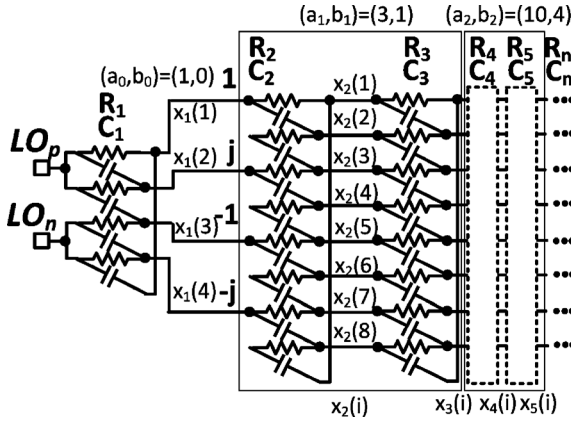 (a₁,b₁)=(3,1) (a₂,b₂)=(10,4)
R₂ R₃ R₄ R₅ Rₙ
C₂ C₃ C₄ C₅ Cₙ
(a₀,b₀)=(1,0) 1
R₁
C₁
x₁(1) x₂(1)
x₂(2)
LOₚ x₁(2) j x₂(3)
x₂(4)
LOₙ x₁(3) -1 x₂(5)
x₂(6)
x₁(4) -j x₂(7)
x₂(8)
x₂(i) x₃(i) x₄(i) x₅(i)